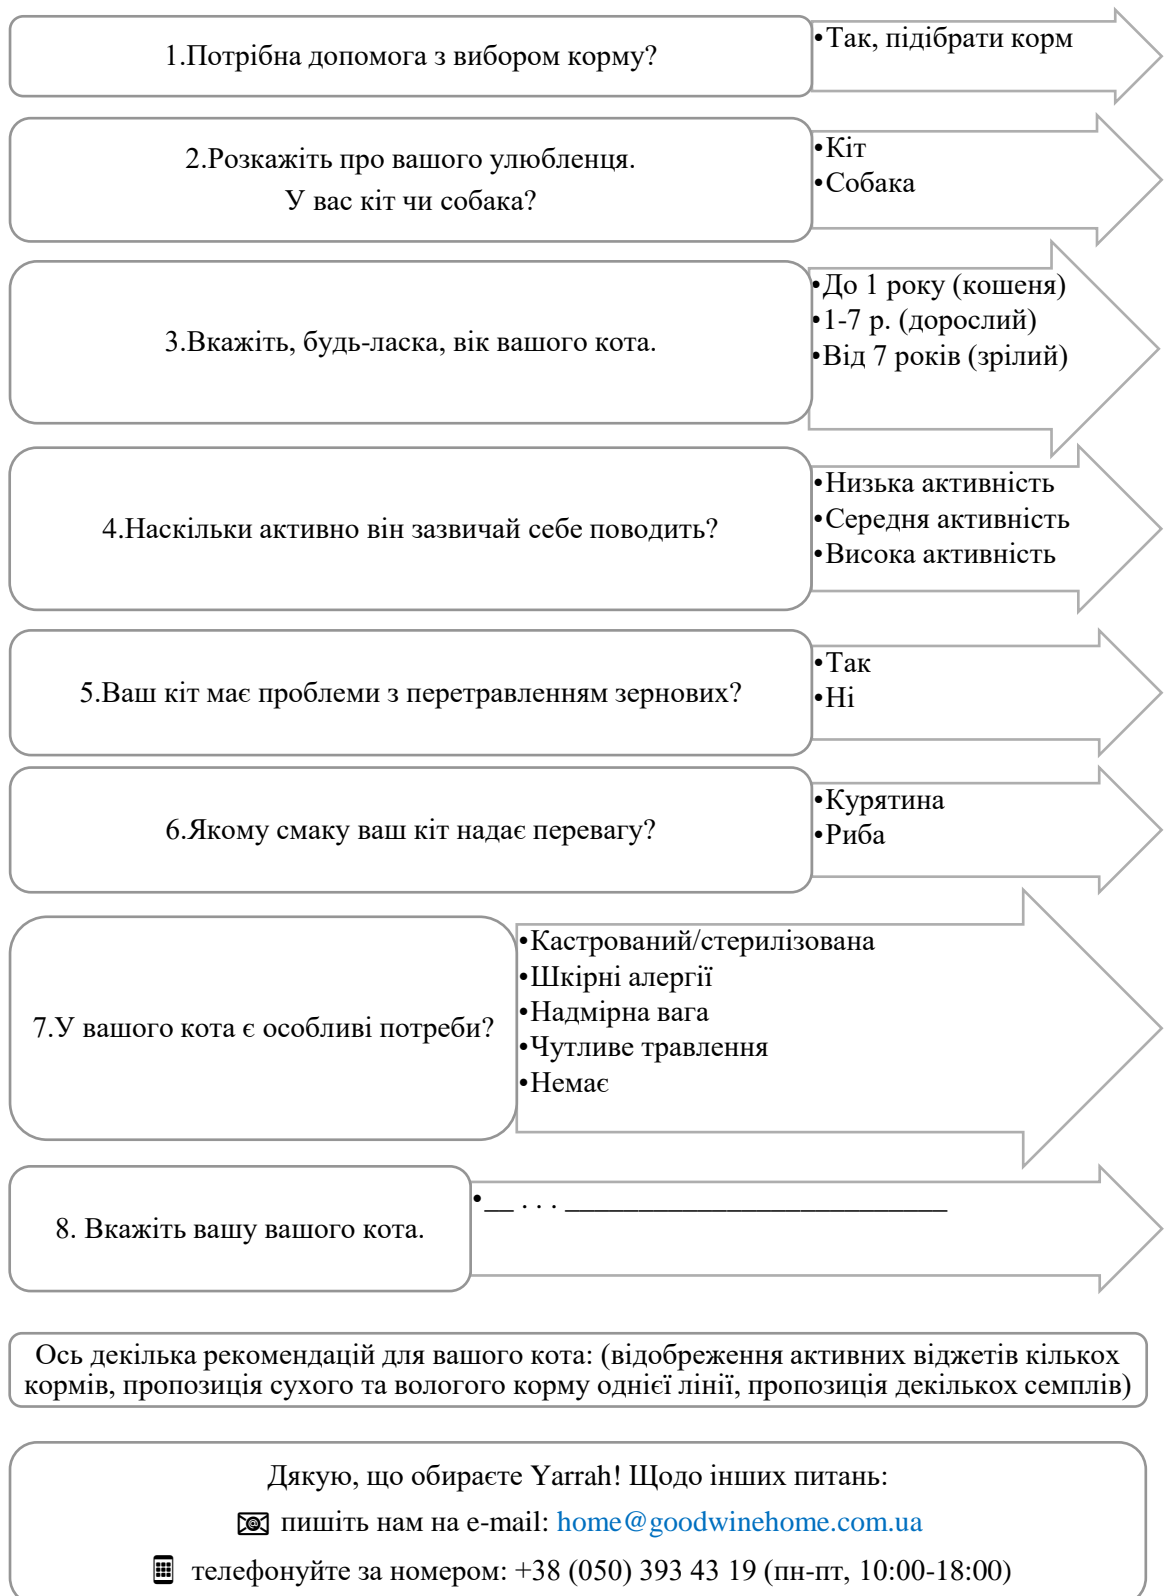 1.Потрібна допомога з вибором корму?
•Так, підібрати корм
2.Розкажіть про вашого улюбленця.
У вас кіт чи собака?
•Кіт
•Собака
3.Вкажіть, будь-ласка, вік вашого кота.
•До 1 року (кошеня)
•1-7 р. (дорослий)
•Від 7 років (зрілий)
4.Наскільки активно він зазвичай себе поводить?
•Низька активність
•Середня активність
•Висока активність
5.Ваш кіт має проблеми з перетравленням зернових?
•Так
•Ні
6.Якому смаку ваш кіт надає перевагу?
•Курятина
•Риба
7.У вашого кота є особливі потреби?
•Кастрований/стерилізована
•Шкірні алергії
•Надмірна вага
•Чутливе травлення
•Немає
8. Вкажіть вашу вашого кота.
•__ . . . __________________________
Ось декілька рекомендацій для вашого кота: (відобреження активних віджетів кількох
кормів, пропозиція сухого та вологого корму однієї лінії, пропозиція декількох семплів)
Дякую, що обираєте Yarrah! Щодо інших питань:
пишіть нам на e-mail: home@goodwinehome.com.ua
телефонуйте за номером: +38 (050) 393 43 19 (пн-пт, 10:00-18:00)